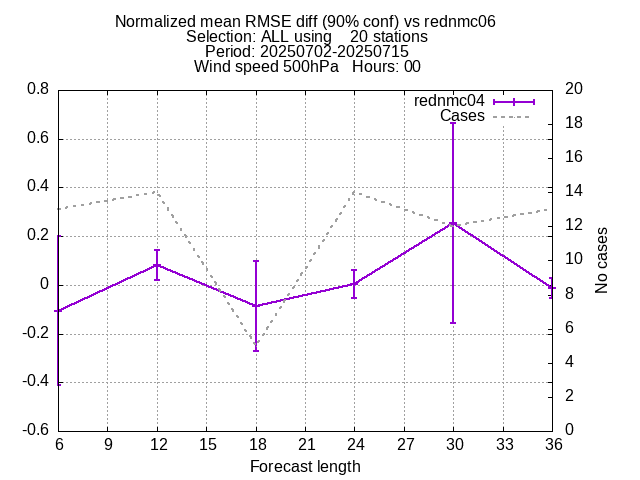 Normalized mean RMSE diff (90% conf) vs rednmc06
Selection: ALL using    20 stations
Period: 20250702-20250715
Wind speed 500hPa   Hours: 00
0.8
0.6
0.4
0.2
0
-0.2
-0.4
-0.6
rednmc04
Cases
20
18
16
14
12
10
8
6
4
2
0
No cases
6 9 12 15 18 21 24 27 30 33 36
Forecast length